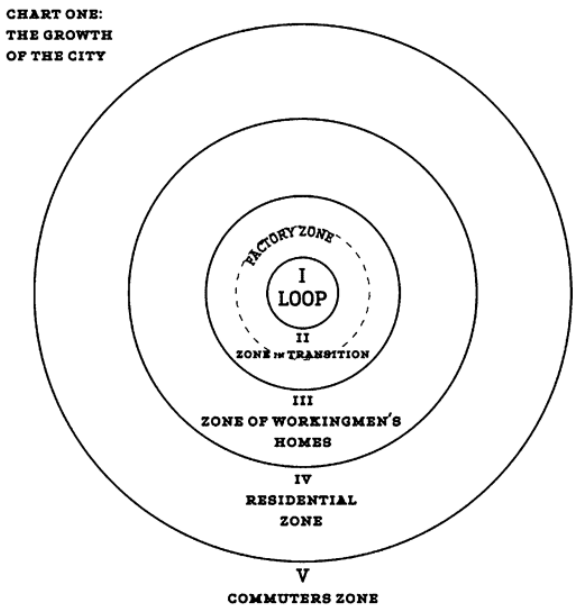 CHART ONE:
THE GROWTH
OF THE CITY
FACTORY ZONE
I
LOOP
II
ZONE IN TRANSITION
III
ZONE OF WORKINGMEN'S
HOMES
IV
RESIDENTIAL
ZONE
V
COMMUTERS ZONE